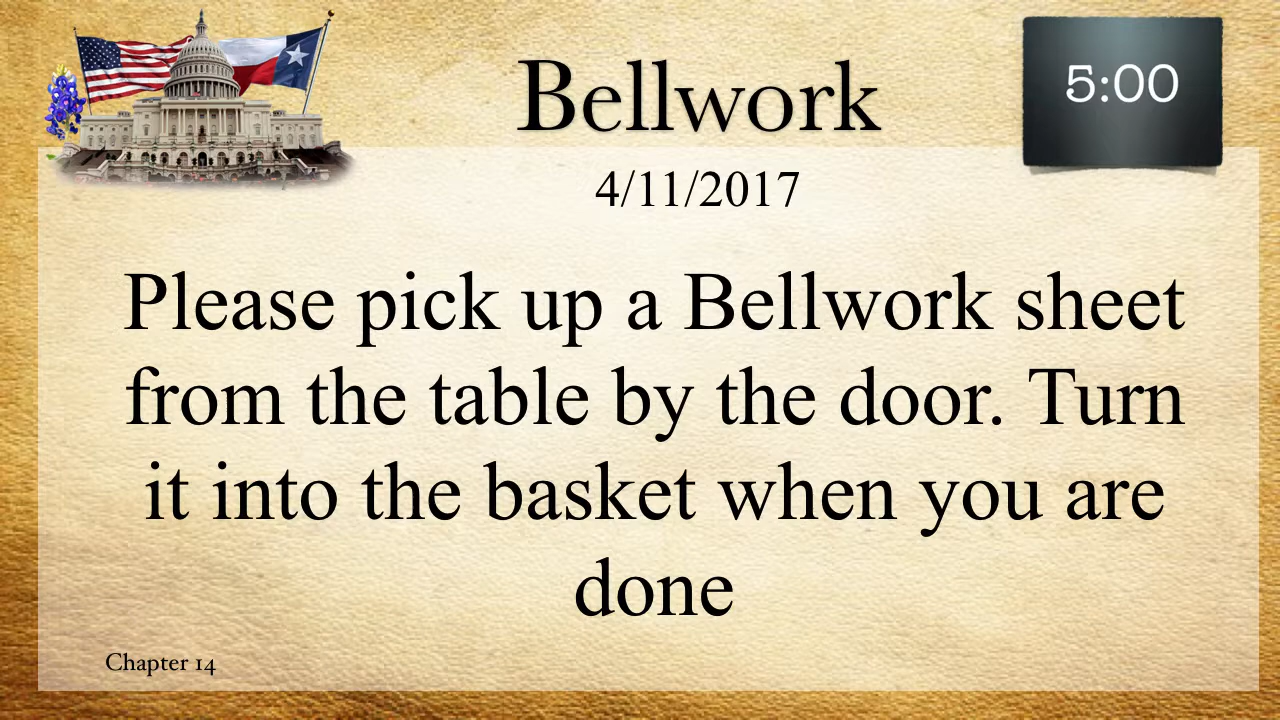 Bellwork
5:00
4/11/2017
Please pick up a Bellwork sheet
from the table by the door. Turn
it into the basket when you are
done
Chapter 14